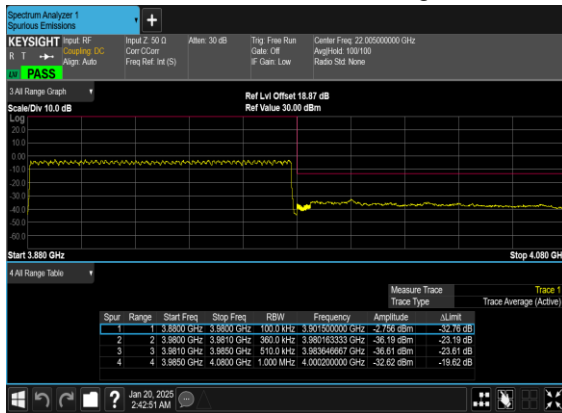 Spectrum Analyzer 1
Spurious Emissions
KEYSIGHT Input: RF Input Z: 50 Ω Atten: 30 dB Trig: Free Run Center Freq: 22.005000000 GHz
R T Coupling: DC Corr CCorr Gate: Off Avg|Hold: 100/100
Align: Auto Freq Ref: Int (S) IF Gain: Low Radio Std: None
PASS
3 All Range Graph
Ref Lvl Offset 18.87 dB
Scale/Div 10.0 dB Ref Value 30.00 dBm
Log
20.0
10.0
0.00
-10.0
-20.0
-30.0
-40.0
-50.0
-60.0
Start 3.880 GHz Stop 4.080 GH
4 All Range Table
Measure Trace Trace 1
Trace Type Trace Average (Active)
Spur Range Start Freq Stop Freq RBW Frequency Amplitude ΔLimit
1 1 3.8800 GHz 3.9800 GHz 100.0 kHz 3.901500000 GHz -2.756 dBm -32.76 dB
2 2 3.9800 GHz 3.9810 GHz 360.0 kHz 3.980163333 GHz -36.19 dBm -23.19 dB
3 3 3.9810 GHz 3.9850 GHz 510.0 kHz 3.983646667 GHz -36.61 dBm -23.61 dB
4 4 3.9850 GHz 4.0800 GHz 1.000 MHz 4.000200000 GHz -32.62 dBm -19.62 dB
Jan 20, 2025
2:42:51 AM